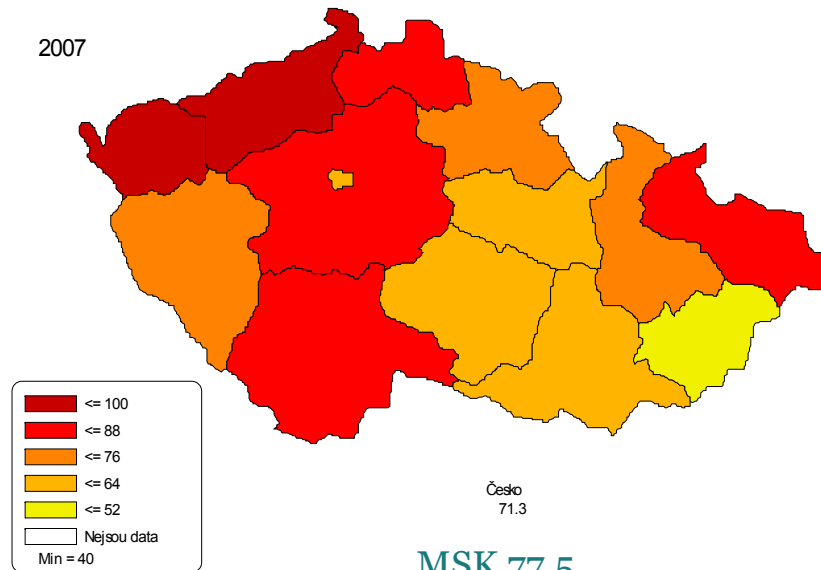 2007
<= 100
<= 88
<= 76
<= 64
<= 52
Nejsou data
Min = 40
Česko
71.3
MSK 77.5